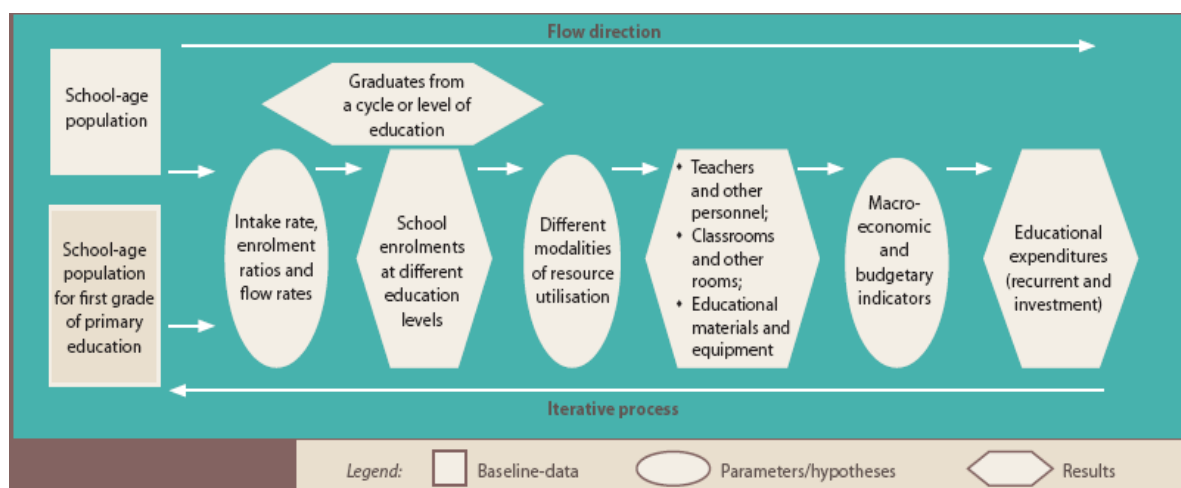 Flow direction
School-age
population
Graduates from
a cycle or level of
education
School-age
population
for first grade
of primary
education
Intake rate,
enrolment
ratios and
flow rates
School
enrolments
at different
education
levels
Different
modalities
of resource
utilisation
♦ Teachers
and other
personnel;
♦ Classrooms
and other
rooms;
♦ Educational
materials and
equipment
Macro-
economic
and
budgetary
indicators
Educational
expenditures
(recurrent and
investment)
Iterative process
Legend: Baseline-data Parameters/hypotheses Results